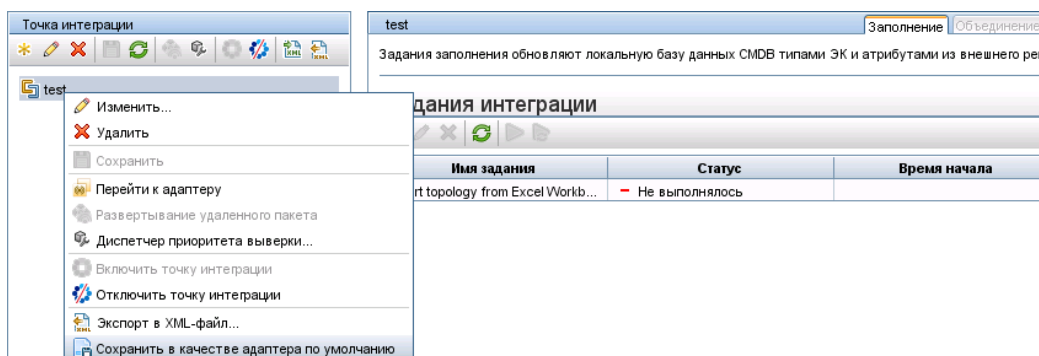 Точка интеграции
test
Изменить...
Удалить
Сохранить
Перейти к адаптеру
Развертывание удаленного пакета
Диспетчер приоритета выверки...
Включить точку интеграции
Отключить точку интеграции
Экспорт в XML-файл...
Сохранить в качестве адаптера по умолчанию
test
Заполнение Объединение
Задания заполнения обновляют локальную базу данных CMDB типами ЭК и атрибутами из внешнего ре
дания интеграции
Имя задания Статус Время начала
rt topology from Excel Workb... Не выполнялось